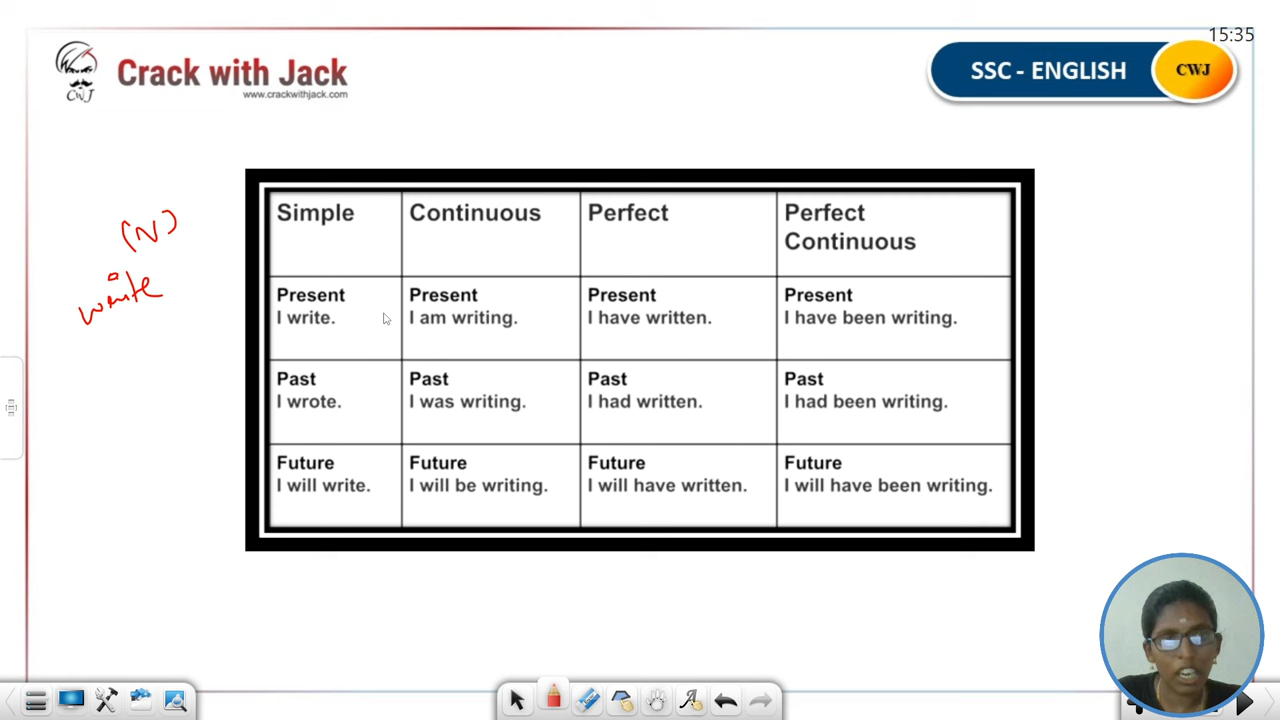 15:35
CWJ
Crack with Jack
www.crackwithjack.com
SSC - ENGLISH
CWJ
(N)
write
Simple
Continuous
Perfect
Perfect
Continuous
Present
I write.
Present
I am writing.
Present
I have written.
Present
I have been writing.
Past
I wrote.
Past
I was writing.
Past
I had written.
Past
I had been writing.
Future
I will write.
Future
I will be writing.
Future
I will have written.
Future
I will have been writing.